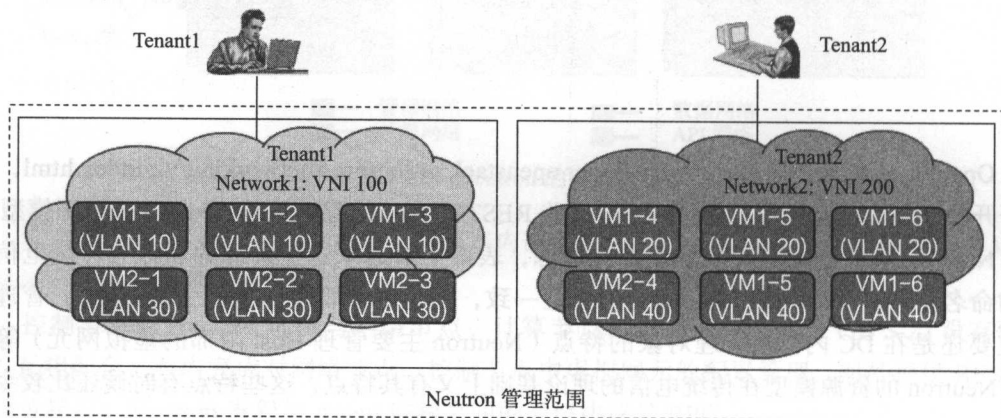 Tenant1
Tenant2
Tenant1
Network1: VNI 100
VM1-1
(VLAN 10)
VM1-2
(VLAN 10)
VM1-3
(VLAN 10)
VM2-1
(VLAN 30)
VM2-2
(VLAN 30)
VM2-3
(VLAN 30)
Tenant2
Network2: VNI 200
VM1-4
(VLAN 20)
VM1-5
(VLAN 20)
VM1-6
(VLAN 20)
VM2-4
(VLAN 40)
VM1-5
(VLAN 40)
VM1-6
(VLAN 40)
Neutron 管理范围